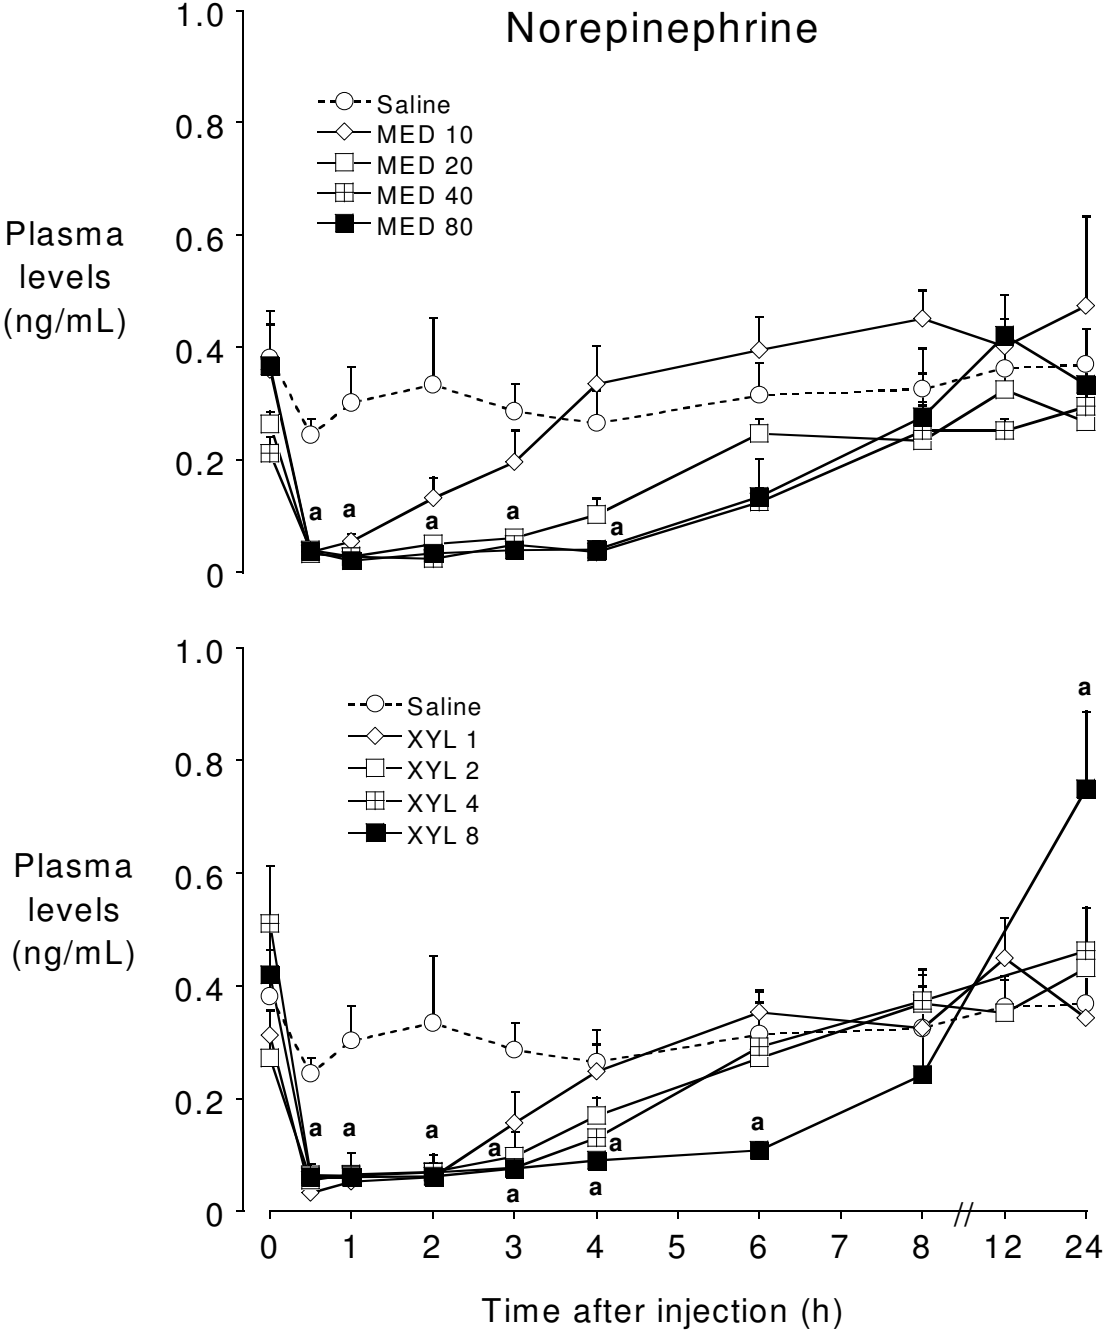 Norepinephrine
1.0
0.8
0.6
0.4
0.2
0
Plasma
levels
(ng/mL)
Saline
MED 10
MED 20
MED 40
MED 80
a a a a a
1.0
0.8
0.6
0.4
0.2
0
Plasma
levels
(ng/mL)
Saline
XYL 1
XYL 2
XYL 4
XYL 8
a
a a a a a a
a a
0 1 2 3 4 5 6 7 8 12 24
Time after injection (h)